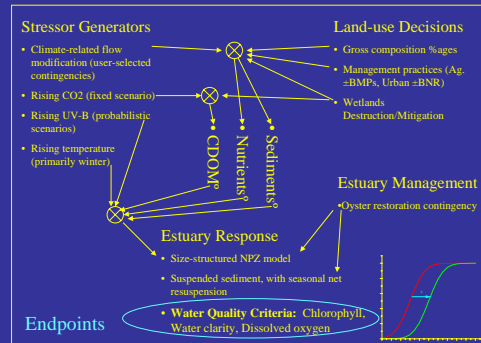 Stressor Generators
• Climate-related flow
modification (user-selected
contingencies)
• Rising CO2 (fixed scenario)
• Rising UV-B (probabilistic
scenarios)
• Rising temperature
(primarily winter)
Land-use Decisions
• Gross composition %ages
• Management practices (Ag.
±BMPs, Urban ±BNR)
• Wetlands
Destruction/Mitigation
• CDOM°
• Nutrients°
• Sediments°
Estuary Management
•Oyster restoration contingency
Estuary Response
• Size-structured NPZ model
• Suspended sediment, with seasonal net
resuspension
• Water Quality Criteria: Chlorophyll,
Water clarity, Dissolved oxygen
Endpoints